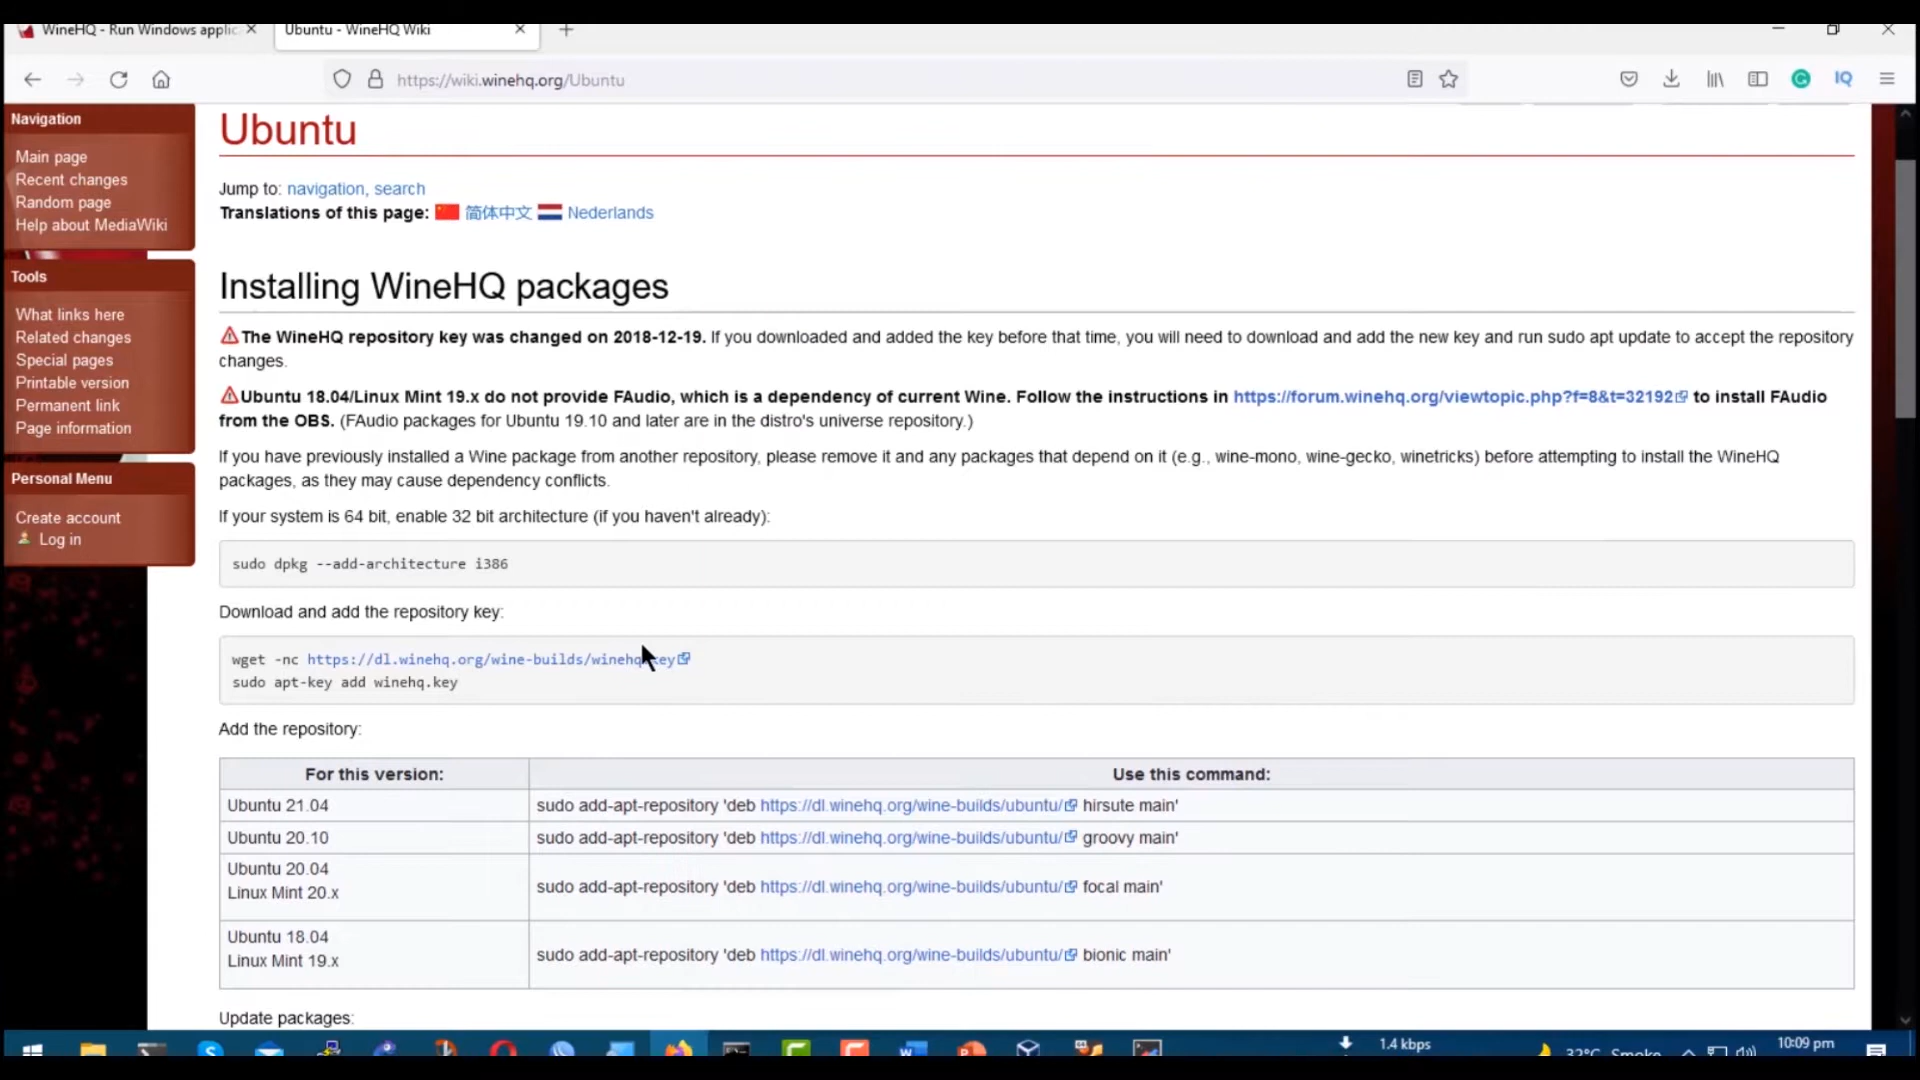 WineHQ - Run Windows applic
Ubuntu - WineHQ Wiki
https://wiki.winehq.org/Ubuntu
IQ
Navigation
Main page
Recent changes
Random page
Help about MediaWiki
Tools
What links here
Related changes
Special pages
Printable version
Permanent link
Page information
Personal Menu
Create account
Log in
Ubuntu
Jump to: navigation, search
Translations of this page: 简体中文 Nederlands
Installing WineHQ packages
The WineHQ repository key was changed on 2018-12-19. If you downloaded and added the key before that time, you will need to download and add the new key and run sudo apt update to accept the repository
changes.
Ubuntu 18.04/Linux Mint 19.x do not provide FAudio, which is a dependency of current Wine. Follow the instructions in https://forum.winehq.org/viewtopic.php?f=8&t=32192 to install FAudio
from the OBS. (FAudio packages for Ubuntu 19.10 and later are in the distro's universe repository.)
If you have previously installed a Wine package from another repository, please remove it and any packages that depend on it (e.g., wine-mono, wine-gecko, winetricks) before attempting to install the WineHQ
packages, as they may cause dependency conflicts.
If your system is 64 bit, enable 32 bit architecture (if you haven't already):
sudo dpkg --add-architecture i386
Download and add the repository key:
wget -nc https://dl.winehq.org/wine-builds/winehq.key
sudo apt-key add winehq.key
Add the repository:
For this version: Use this command:
Ubuntu 21.04 sudo add-apt-repository 'deb https://dl.winehq.org/wine-builds/ubuntu/ hirsute main'
Ubuntu 20.10 sudo add-apt-repository 'deb https://dl.winehq.org/wine-builds/ubuntu/ groovy main'
Ubuntu 20.04
Linux Mint 20.x
sudo add-apt-repository 'deb https://dl.winehq.org/wine-builds/ubuntu/ focal main'
Ubuntu 18.04
Linux Mint 19.x
sudo add-apt-repository 'deb https://dl.winehq.org/wine-builds/ubuntu/ bionic main'
Update packages:
1.4 kbps
32°C Smoke
10:09 pm